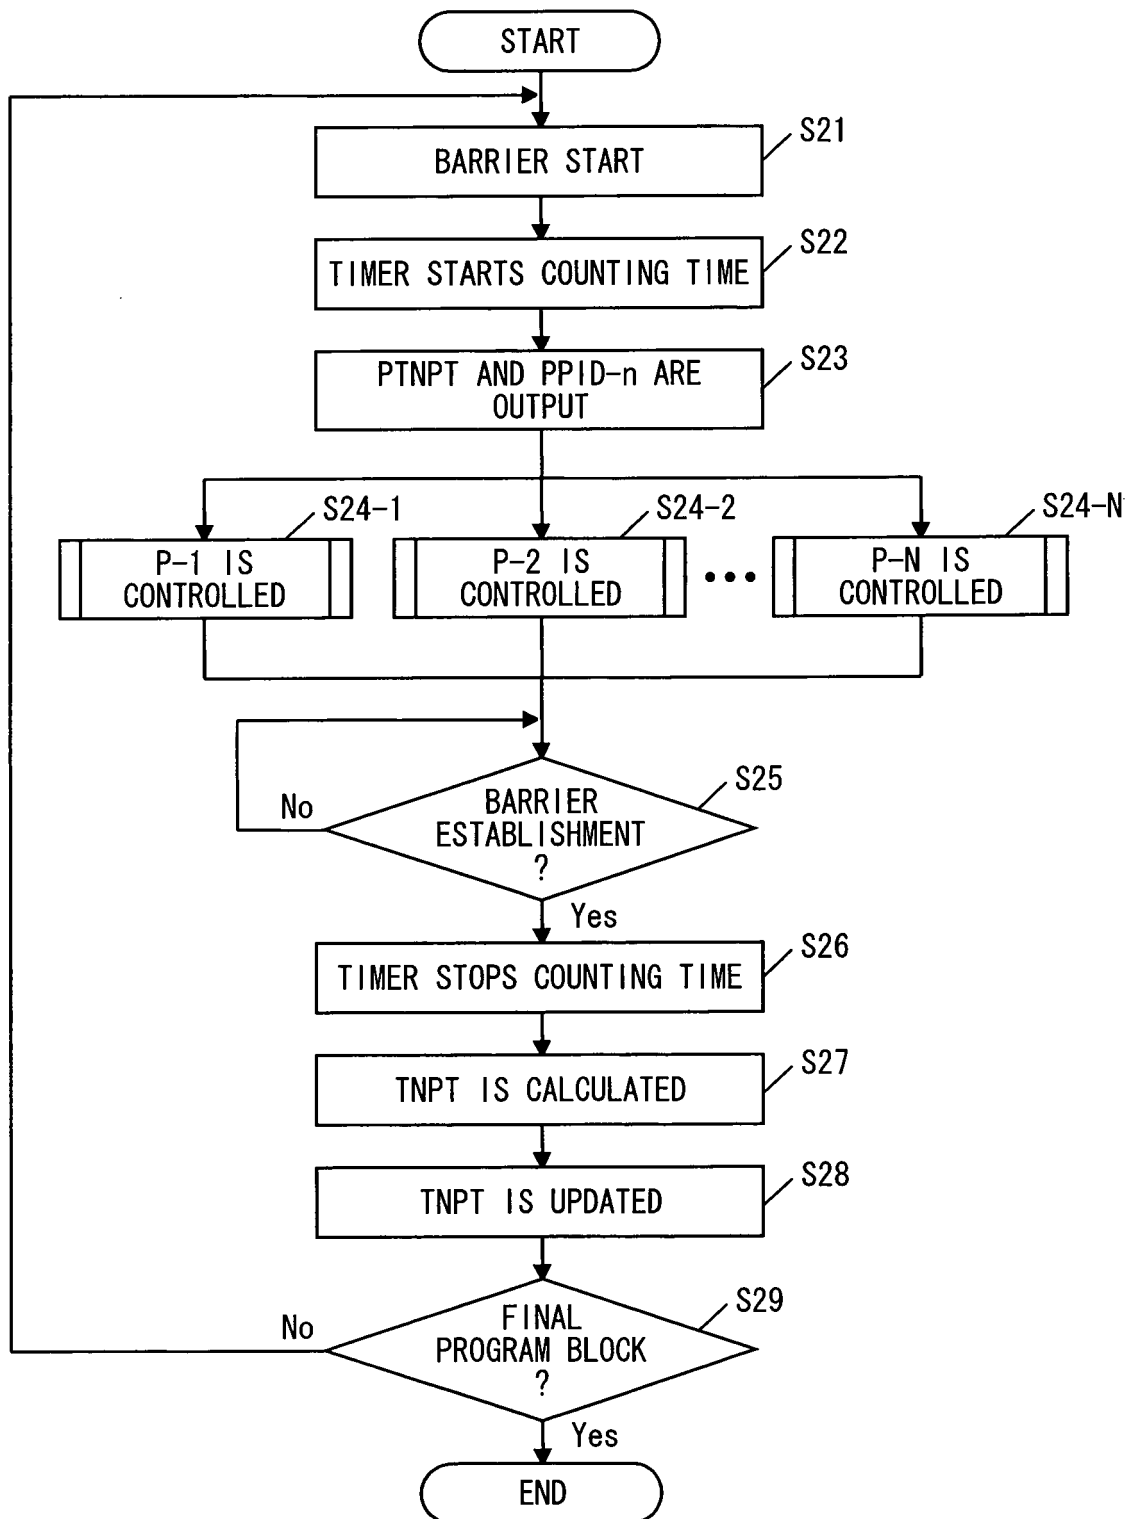 START
S21
BARRIER START
S22
TIMER STARTS COUNTING TIME
S23
PTNPT AND PPID-n ARE
OUTPUT
S24-1
S24-2
S24-N
P-1 IS
CONTROLLED
P-2 IS
CONTROLLED
•••
P-N IS
CONTROLLED
S25
BARRIER
ESTABLISHMENT
?
No
Yes
S26
TIMER STOPS COUNTING TIME
S27
TNPT IS CALCULATED
S28
TNPT IS UPDATED
S29
FINAL
PROGRAM BLOCK
?
No
Yes
END